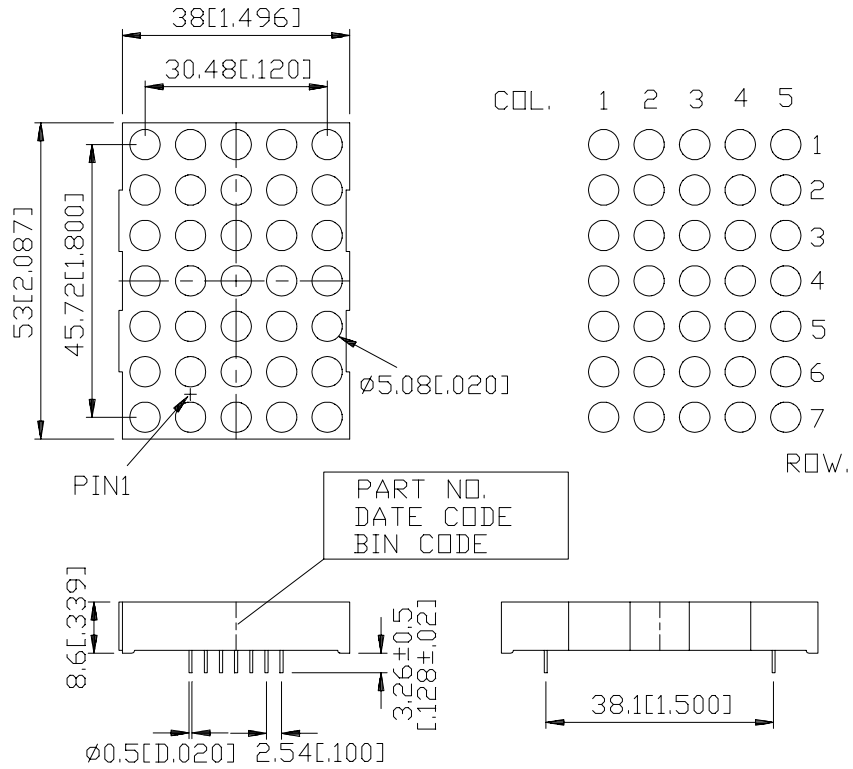 38[1.496]
30.48[.120]
53[2.087]
45.72[1.800]
Ø5.08[.020]
PIN1
COL. 1 2 3 4 5
1
2
3
4
5
6
7
ROW.
PART NO.
DATE CODE
BIN CODE
8.6[.339]
3.26±0.5
[.128±.02]
Ø0.5[D.020]
2.54[.100]
38.1[1.500]